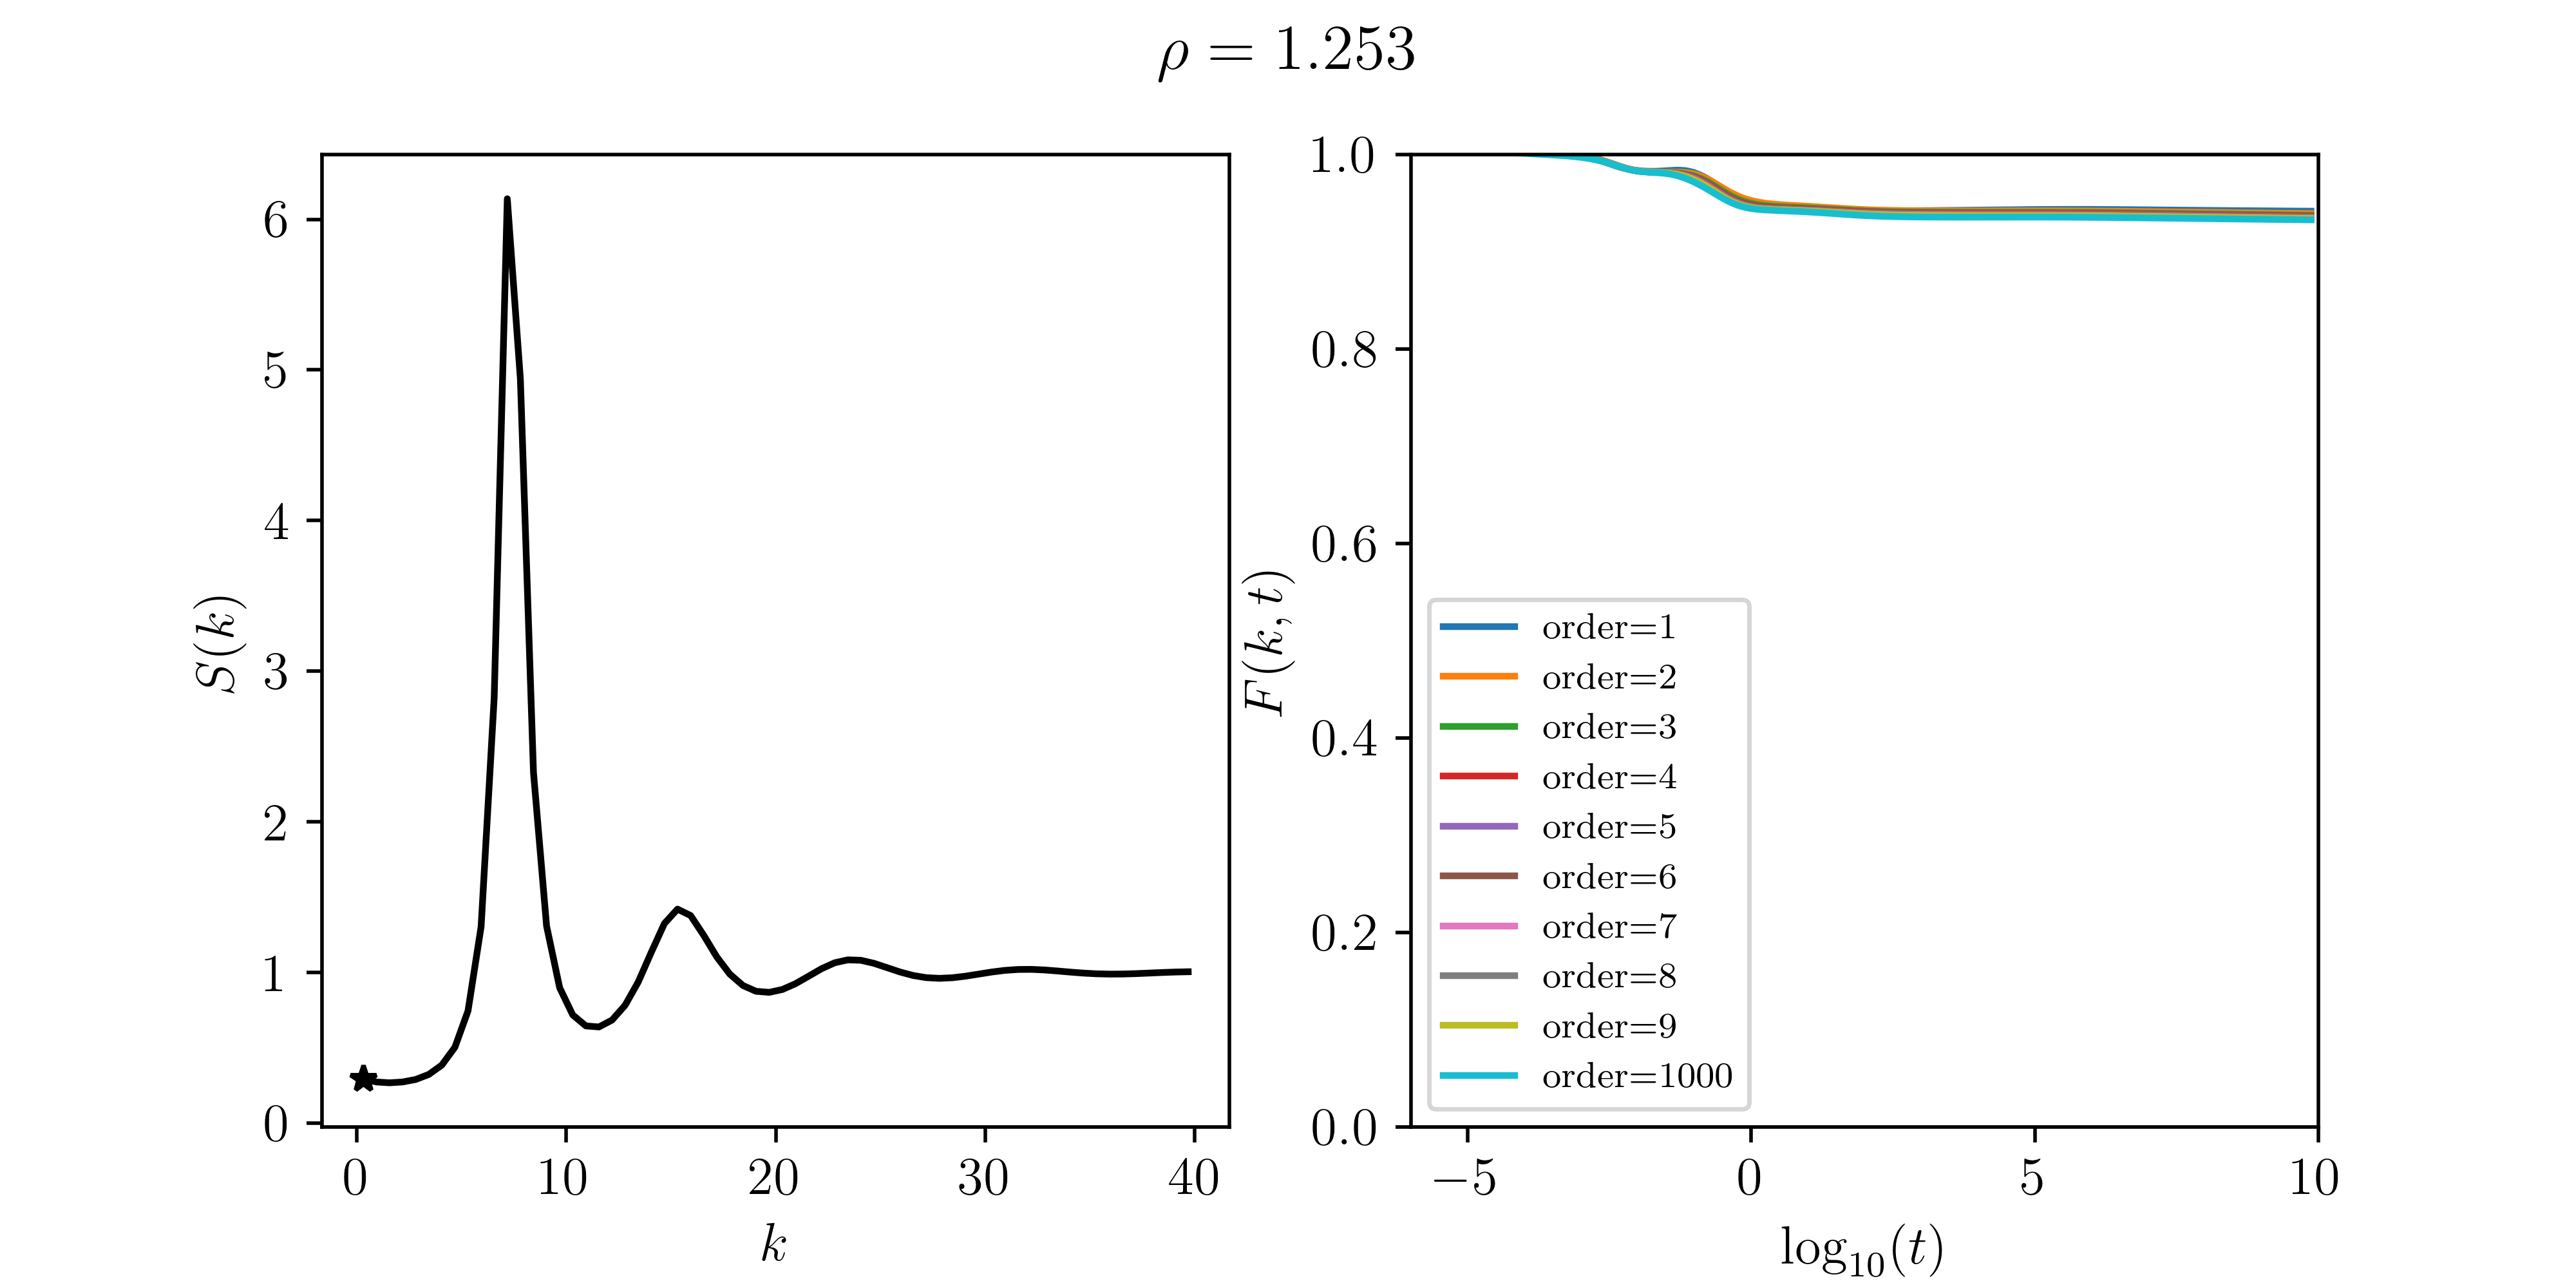 ρ = 1.253
6
5
4
3
2
1
0
S(k)
0 10 20 30 40
k
1.0
0.8
0.6
0.4
0.2
0.0
F(k, t)
order=1
order=2
order=3
order=4
order=5
order=6
order=7
order=8
order=9
order=1000
−5 0 5 10
log₁₀(t)